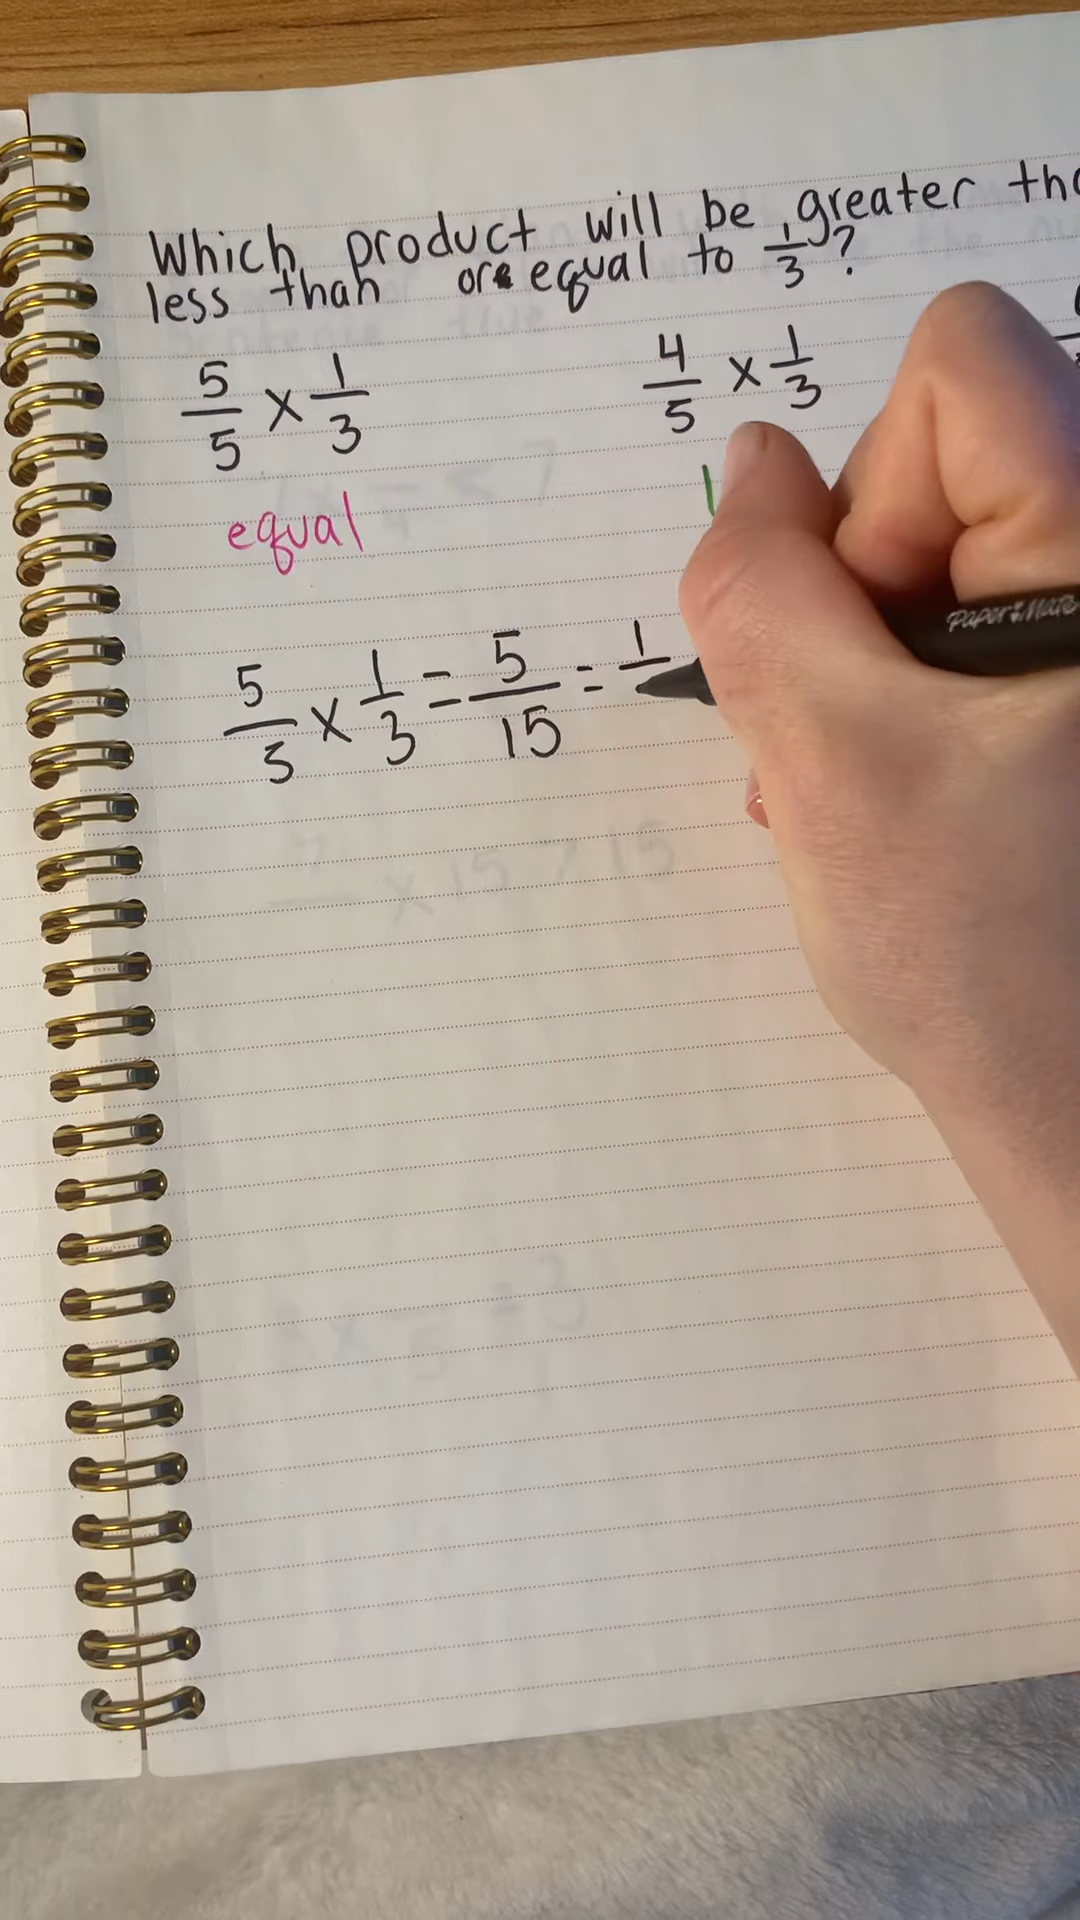 Which product will be greater tha
less than or equal to 1/3?
5/5 x 1/3
4/5 x 1/3
equal
5/3 x 1/3 = 5/15 = 1/
Paper Mate